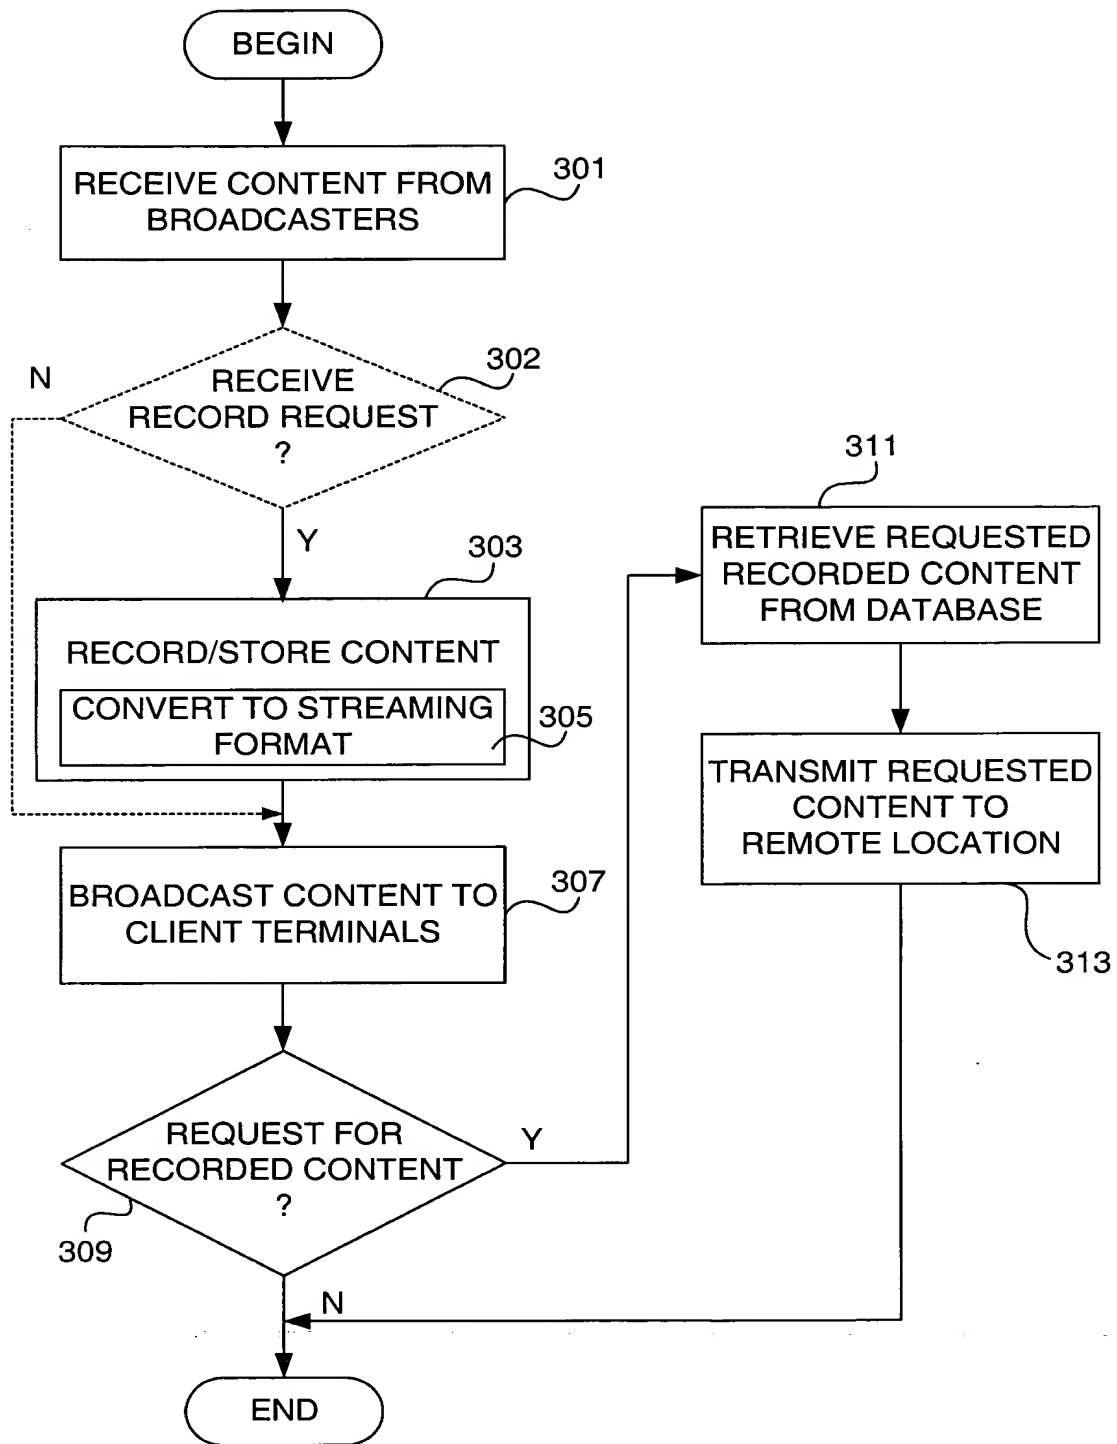 BEGIN
RECEIVE CONTENT FROM
BROADCASTERS
301
N
RECEIVE
RECORD REQUEST
?
302
Y
303
RECORD/STORE CONTENT
CONVERT TO STREAMING
FORMAT
305
BROADCAST CONTENT TO
CLIENT TERMINALS
307
REQUEST FOR
RECORDED CONTENT
?
309
Y
N
END
311
RETRIEVE REQUESTED
RECORDED CONTENT
FROM DATABASE
TRANSMIT REQUESTED
CONTENT TO
REMOTE LOCATION
313